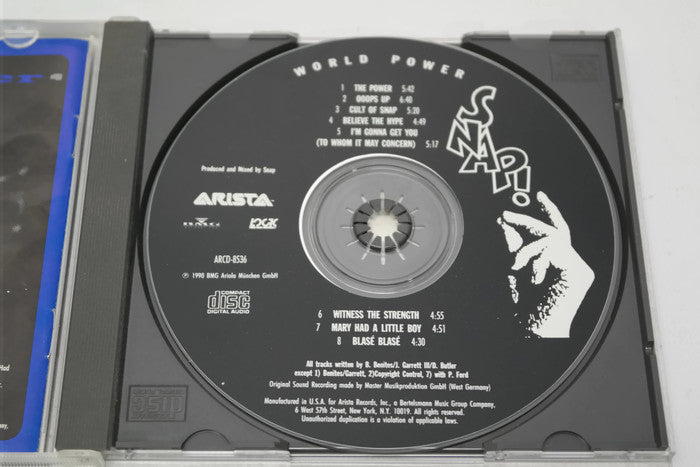 WORLD POWER
1 THE POWER 5:42
2 OOOPS UP 6:40
3 CULT OF SNAP 5:20
4 BELIEVE THE HYPE 4:49
5 I'M GONNA GET YOU
(TO WHOM IT MAY CONCERN) 5:17
SNAP!
Produced and Mixed by Snap
ARISTA
BMG
LOGIC
ARCD-8536
℗ 1990 BMG Ariola München GmbH
COMPACT
disc
DIGITAL AUDIO
6 WITNESS THE STRENGTH 4:55
7 MARY HAD A LITTLE BOY 4:51
8 BLASÉ BLASÉ 4:30
All tracks written by B. Benites/J. Garrett III/D. Butler
except 1) Benites/Garrett, 2)Copyright Control, 7) with P. Ford
Original Sound Recording made by Master Musikproduktion GmbH (West Germany)
Manufactured in U.S.A. for Arista Records, Inc., a Bertelsmann Music Group Company,
6 West 57th Street, New York, N.Y. 10019. All rights reserved.
Unauthorized duplication is a violation of applicable laws.
Had